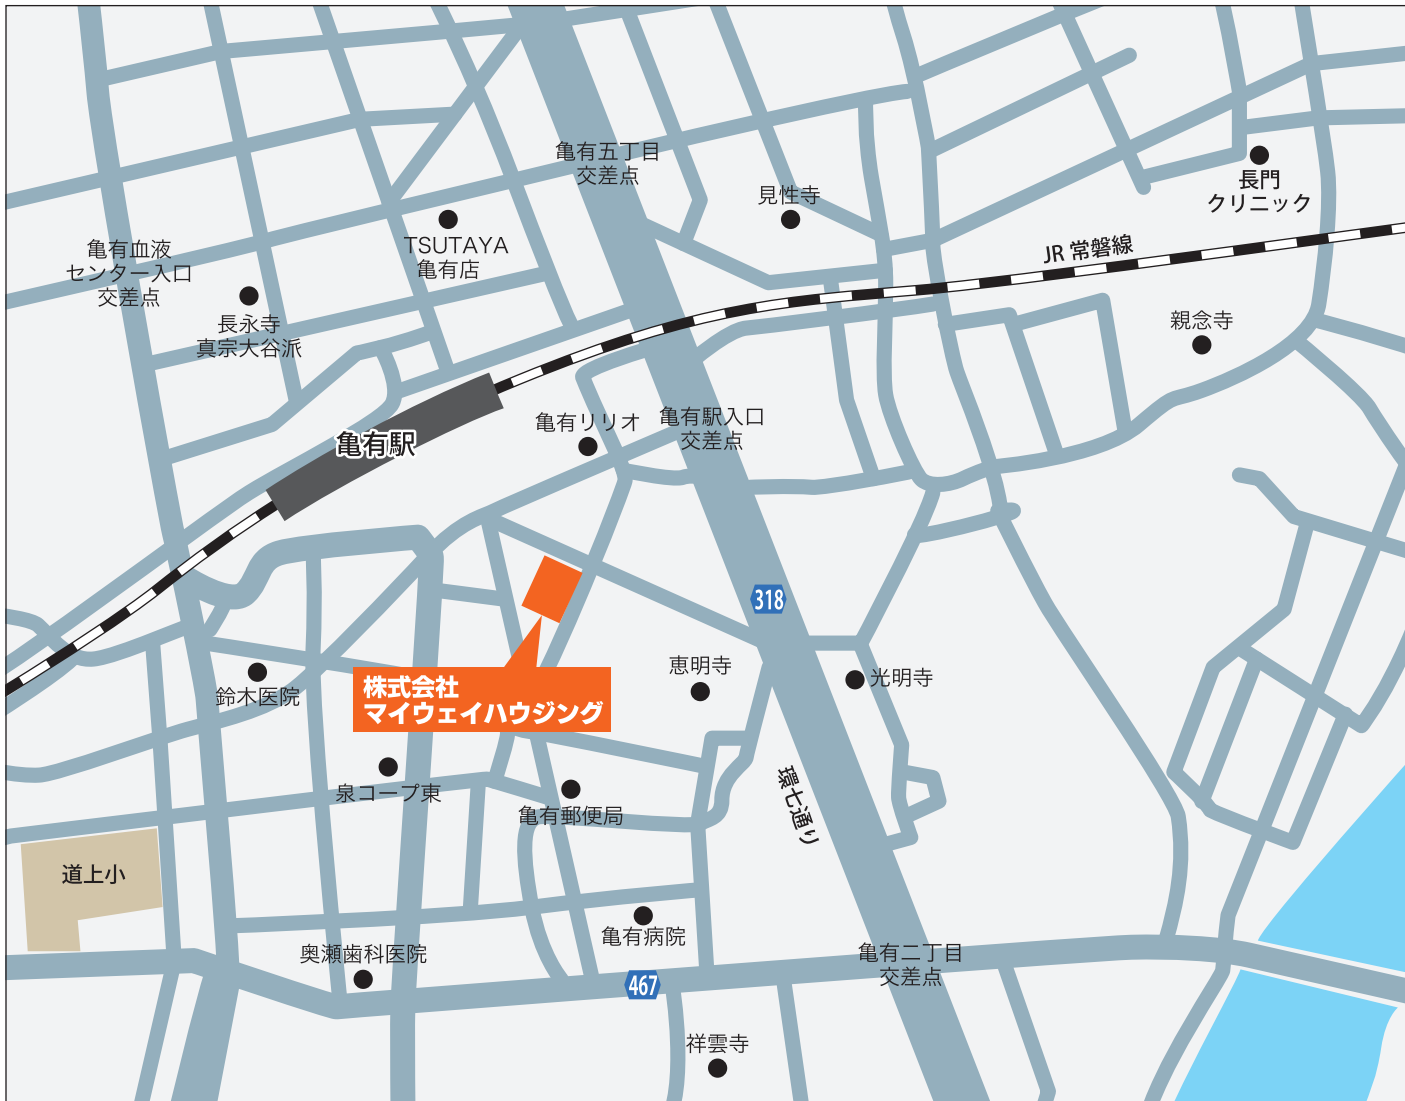 亀有五丁目
交差点
長門
クリニック
見性寺
TSUTAYA
亀有店
JR 常磐線
亀有血液
センター入口
交差点
長永寺
真宗大谷派
親念寺
亀有リリオ
亀有駅入口
交差点
亀有駅
318
恵明寺
光明寺
鈴木医院
株式会社
マイウェイハウジング
泉コープ東
環七通り
亀有郵便局
道上小
亀有病院
奥瀬歯科医院
亀有二丁目
交差点
467
祥雲寺